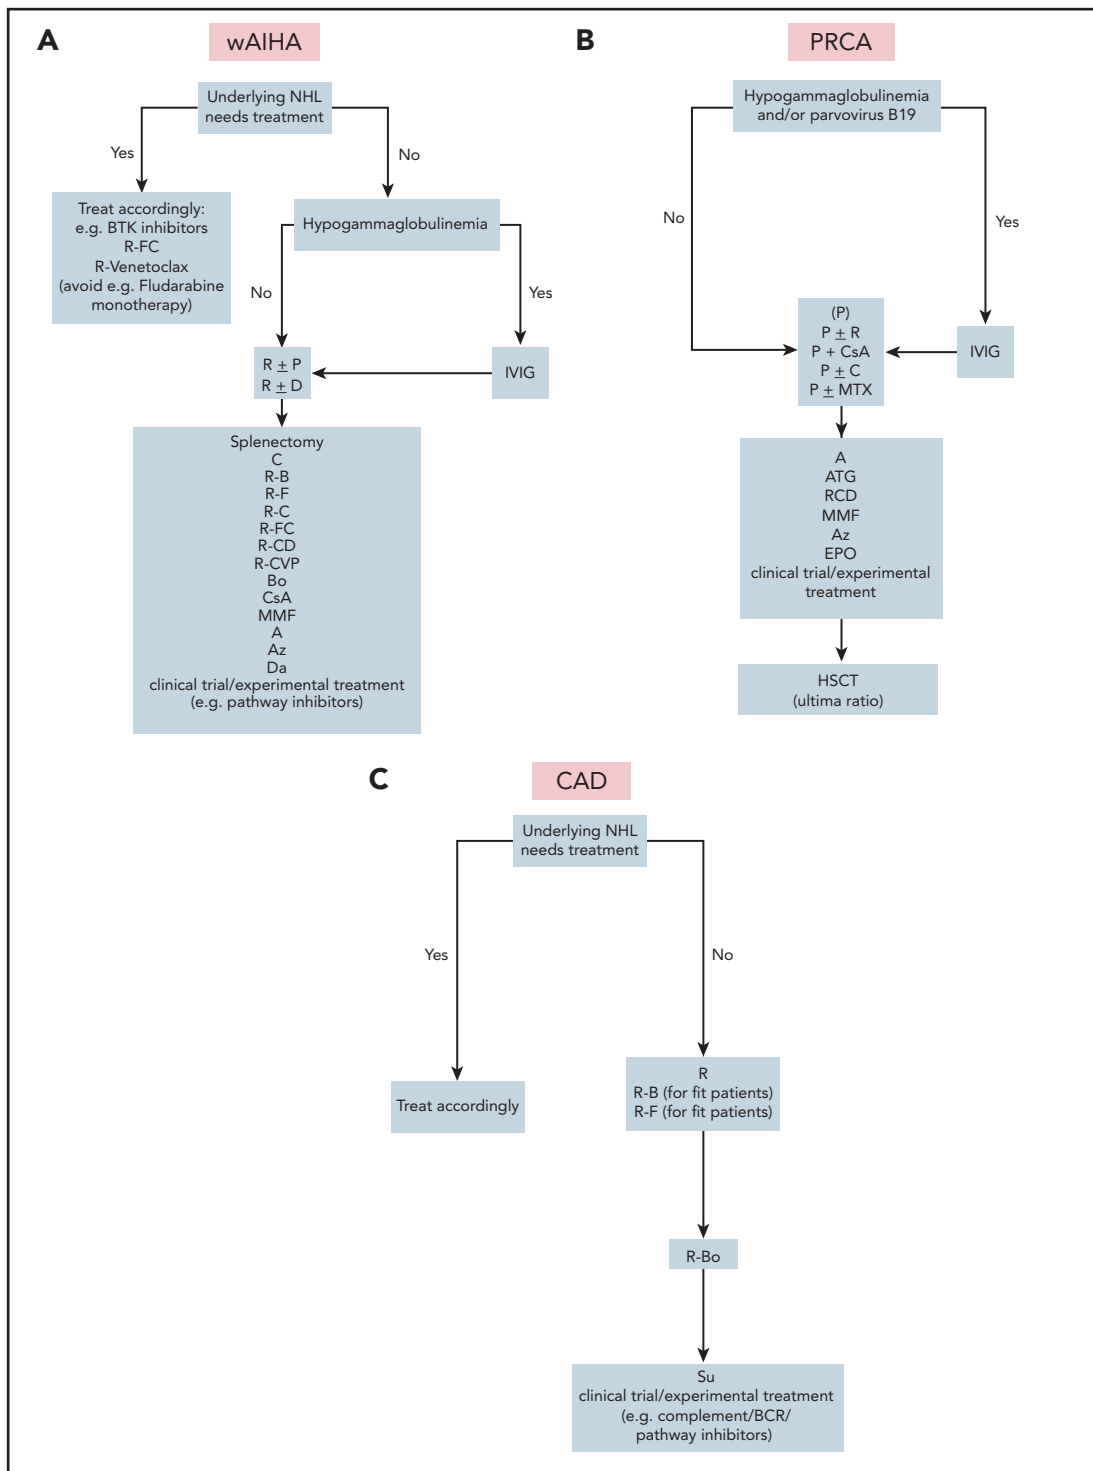 A
wAIHA
Underlying NHL
needs treatment
Yes
No
Treat accordingly:
e.g. BTK inhibitors
R-FC
R-Venetoclax
(avoid e.g. Fludarabine
monotherapy)
Hypogammaglobulinemia
No
Yes
R ± P
R ± D
IVIG
Splenectomy
C
R-B
R-F
R-C
R-FC
R-CD
R-CVP
Bo
CsA
MMF
A
Az
Da
clinical trial/experimental treatment
(e.g. pathway inhibitors)
B
PRCA
Hypogammaglobulinemia
and/or parvovirus B19
No
Yes
(P)
P ± R
P + CsA
P ± C
P ± MTX
IVIG
A
ATG
RCD
MMF
Az
EPO
clinical trial/experimental
treatment
HSCT
(ultima ratio)
C
CAD
Underlying NHL
needs treatment
Yes
No
Treat accordingly
R
R-B (for fit patients)
R-F (for fit patients)
R-Bo
Su
clinical trial/experimental treatment
(e.g. complement/BCR/
pathway inhibitors)